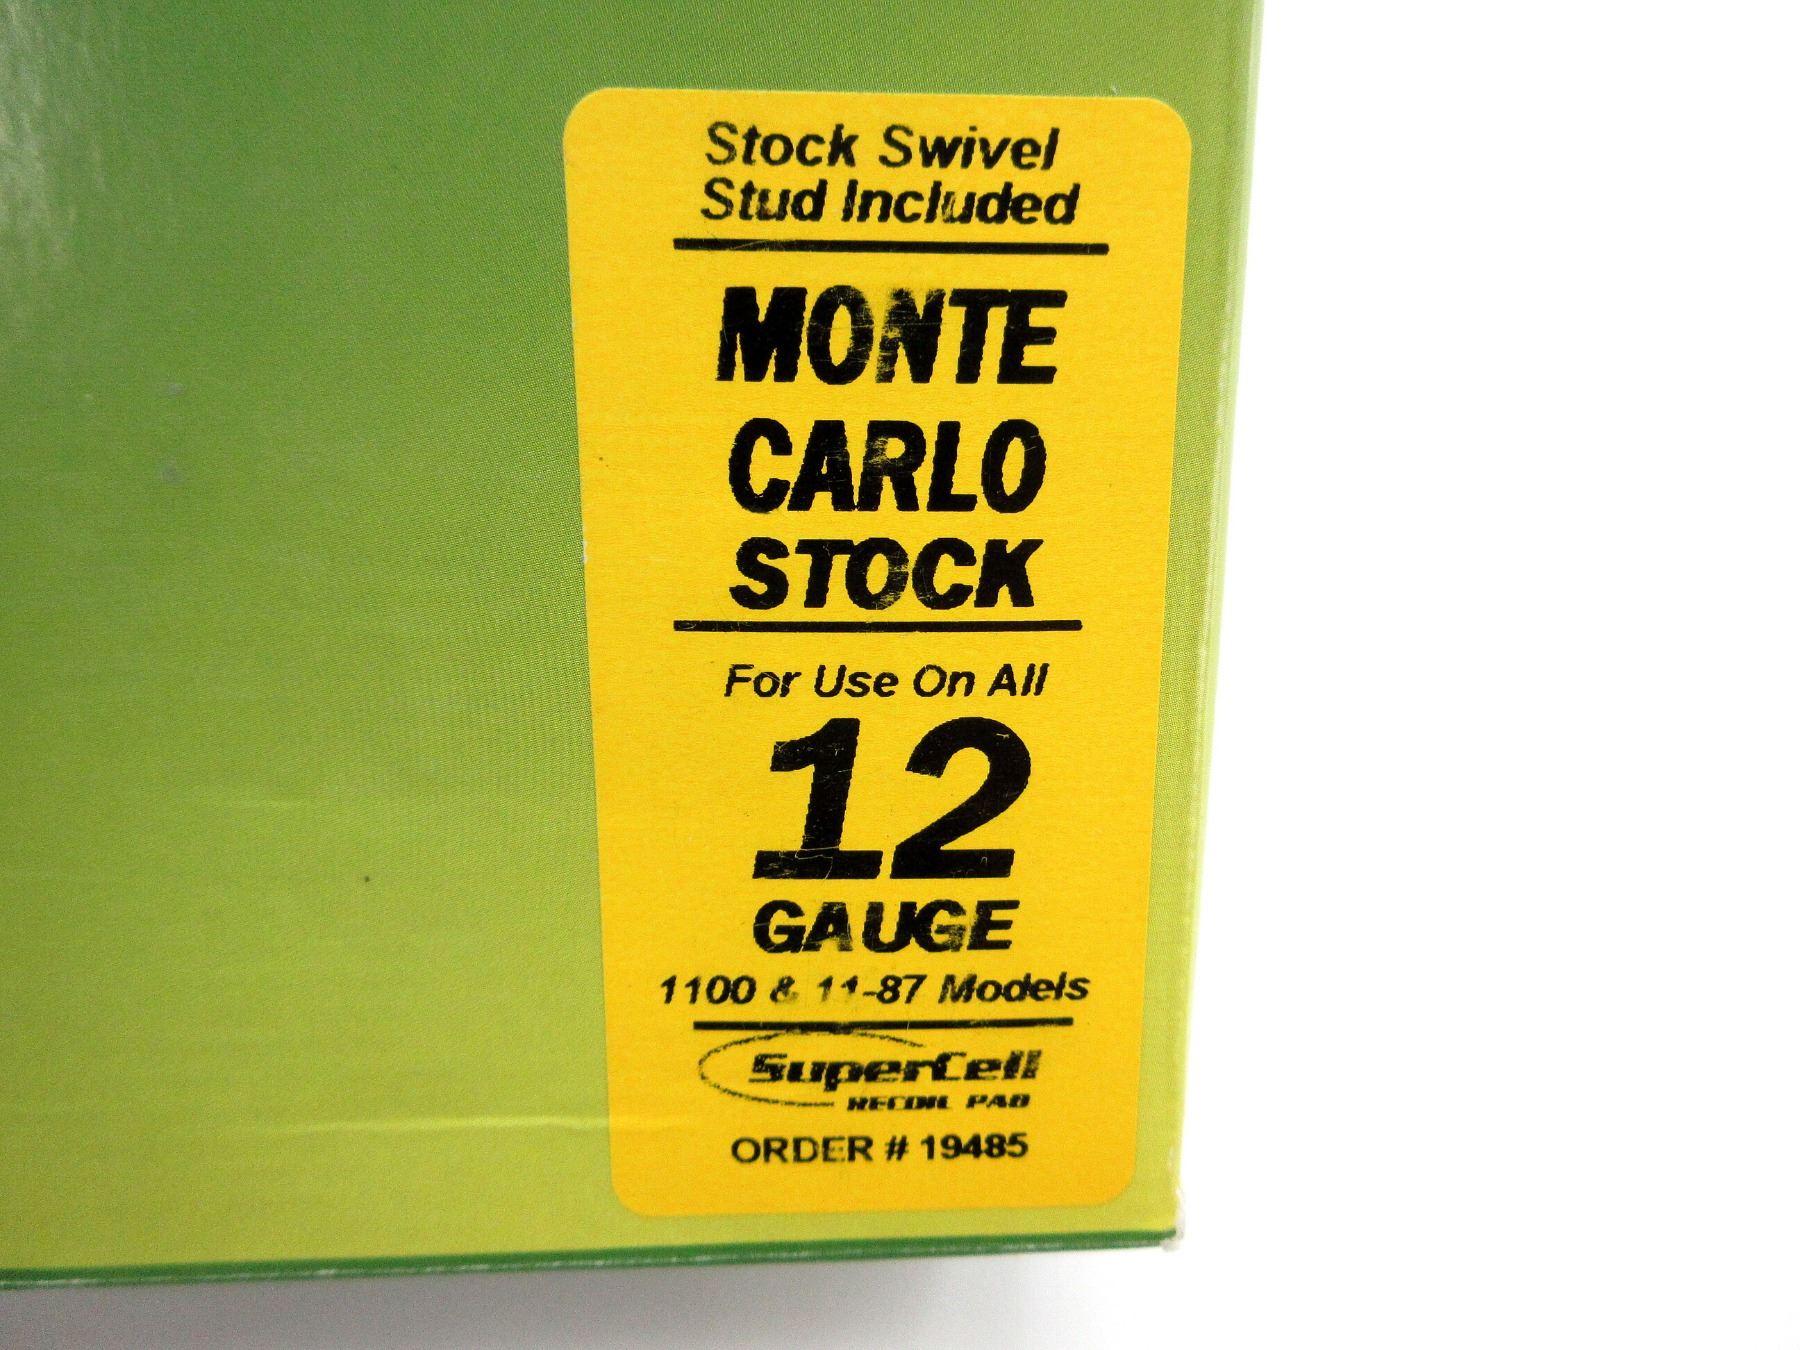 Stock Swivel
Stud Included
MONTE
CARLO
STOCK
For Use On All
12
GAUGE
1100 & 11-87 Models
SuperCell
RECOIL PAD
ORDER # 19485